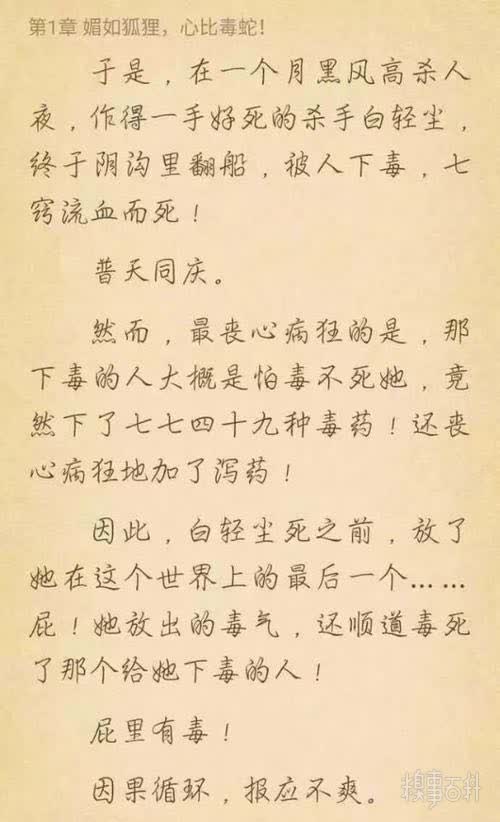 第1章 媚如狐狸，心比毒蛇！
于是，在一个月黑风高杀人
夜，作得一手好死的杀手白轻尘，
终于阴沟里翻船，被人下毒，七
窍流血而死！
普天同庆。
然而，最丧心病狂的是，那
下毒的人大概是怕毒不死她，竟
然下了七七四十九种毒药！还丧
心病狂地加了泻药！
因此，白轻尘死之前，放了
她在这个世界上的最后一个……
屁！她放出的毒气，还顺道毒死
了那个给她下毒的人！
屁里有毒！
因果循环，报应不爽。
糗事百科